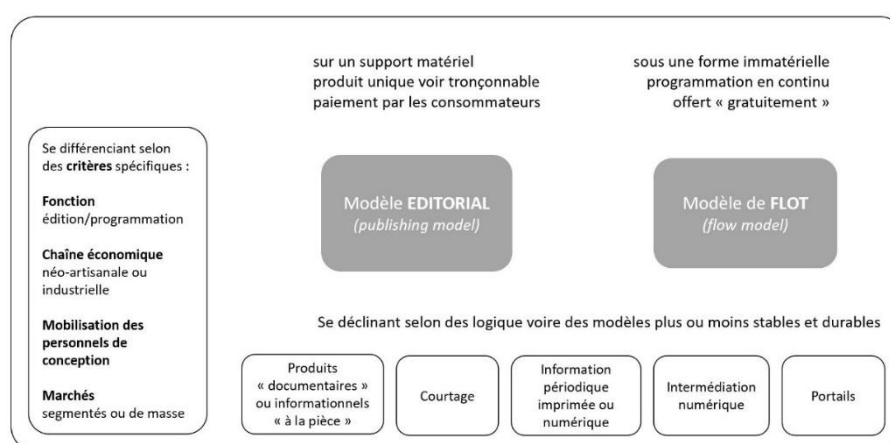 sur un support matériel
produit unique voir tronçonnable
paiement par les consommateurs
sous une forme immatérielle
programmation en continu
offert « gratuitement »
Se différenciant selon
des critères spécifiques :
Fonction
édition/programmation
Chaîne économique
néo-artisanale ou
industrielle
Mobilisation des
personnels de
conception
Marchés
segmentés ou de masse
Modèle EDITORIAL
(publishing model)
Modèle de FLOT
(flow model)
Se déclinant selon des logique voire des modèles plus ou moins stables et durables
Produits
« documentaires »
ou informationnels
« à la pièce »
Courtage
Information
périodique
imprimée ou
numérique
Intermédiation
numérique
Portails